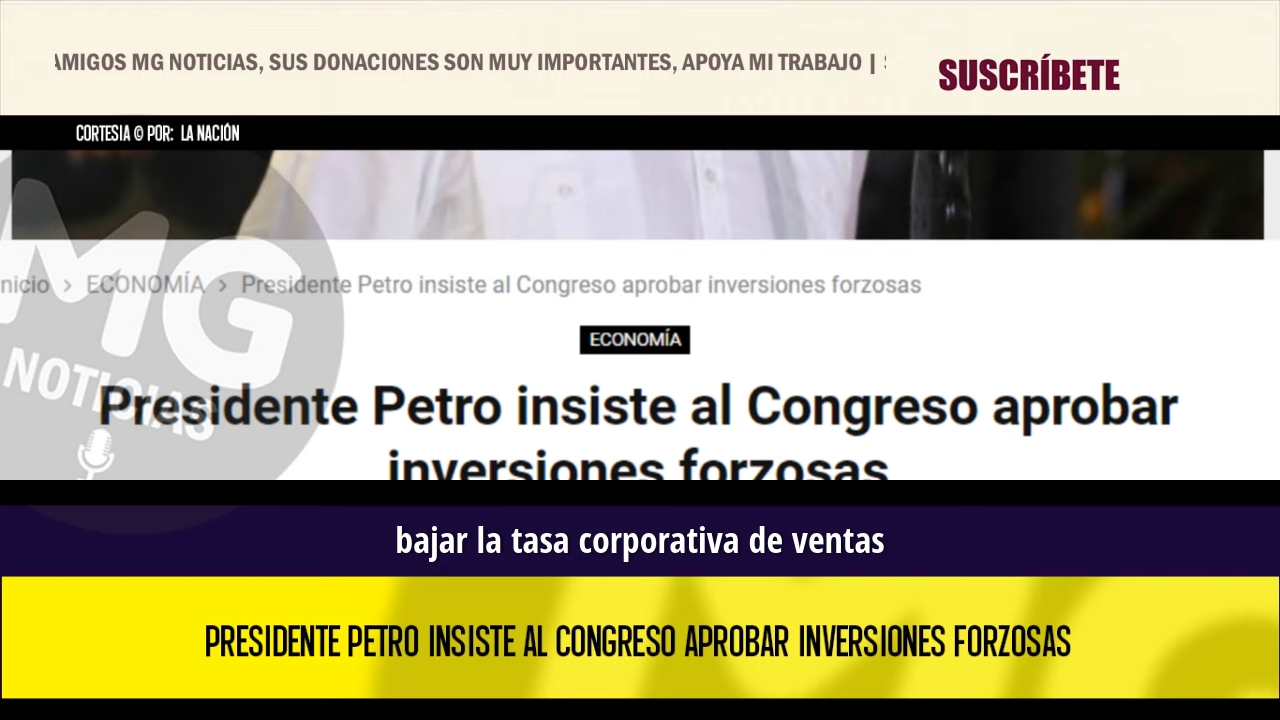 AMIGOS MG NOTICIAS, SUS DONACIONES SON MUY IMPORTANTES, APOYA MI TRABAJO |
SUSCRÍBETE
CORTESIA © POR: LA NACIÓN
nicio > ECONOMÍA > Presidente Petro insiste al Congreso aprobar inversiones forzosas
ECONOMÍA
Presidente Petro insiste al Congreso aprobar
inversiones forzosas
MG
NOTICIAS
bajar la tasa corporativa de ventas
PRESIDENTE PETRO INSISTE AL CONGRESO APROBAR INVERSIONES FORZOSAS